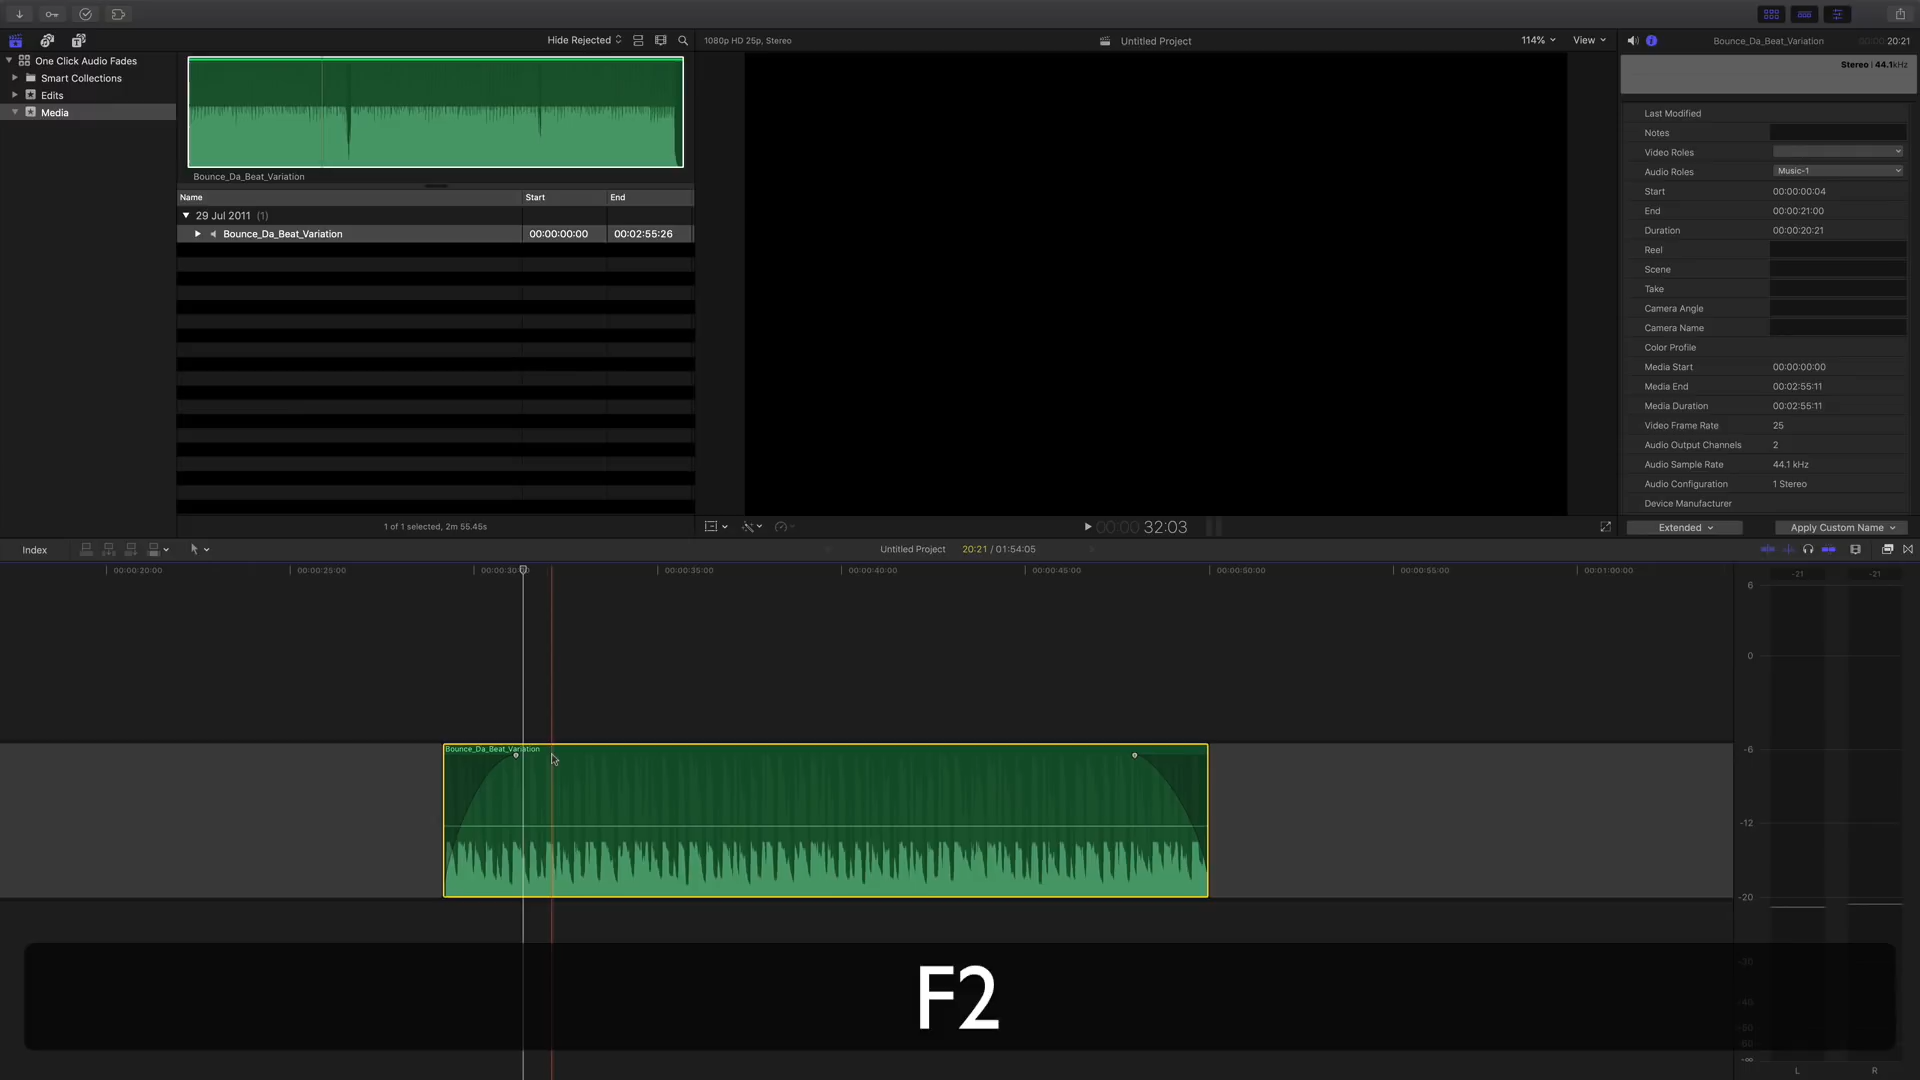 Hide Rejected
1080p HD 25p, Stereo
Untitled Project
114%
View
Bounce_Da_Beat_Variation
00:00:20:21
One Click Audio Fades
Smart Collections
Edits
Media
Bounce_Da_Beat_Variation
Name
Start
End
29 Jul 2011 (1)
Bounce_Da_Beat_Variation
00:00:00:00
00:02:55:26
1 of 1 selected, 2m 55.45s
00:00:32:03
Stereo | 44.1kHz
Last Modified
Notes
Video Roles
Audio Roles
Music-1
Start
00:00:00:04
End
00:00:21:00
Duration
00:00:20:21
Reel
Scene
Take
Camera Angle
Camera Name
Color Profile
Media Start
00:00:00:00
Media End
00:02:55:11
Media Duration
00:02:55:11
Video Frame Rate
25
Audio Output Channels
2
Audio Sample Rate
44.1 kHz
Audio Configuration
1 Stereo
Device Manufacturer
Extended
Apply Custom Name
Index
Untitled Project
20:21 / 01:54:05
00:00:20:00
00:00:25:00
00:00:30
00:00:35:00
00:00:40:00
00:00:45:00
00:00:50:00
00:00:55:00
00:01:00:00
Bounce_Da_Beat_Variation
-21
-21
6
0
-6
-12
-20
-30
-40
-50
-60
-∞
L
R
F2